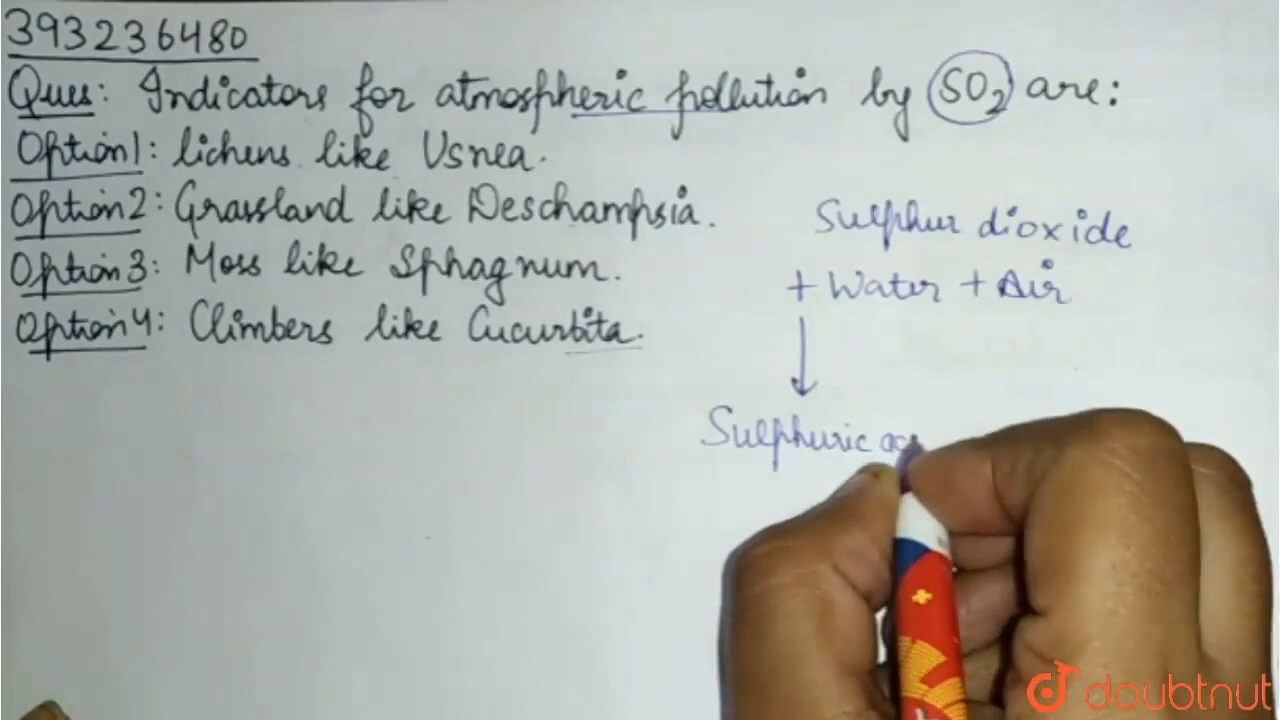 393236480
Ques: Indicators for atmospheric pollution by SO2 are:
Option1: lichens like Usnea.
Option2: Grassland like Deschampsia.
Option3: Moss like Sphagnum.
Option4: Climbers like Cucurbita.
Sulphur dioxide
+ Water + Air
Sulphuric ac
doubtnut